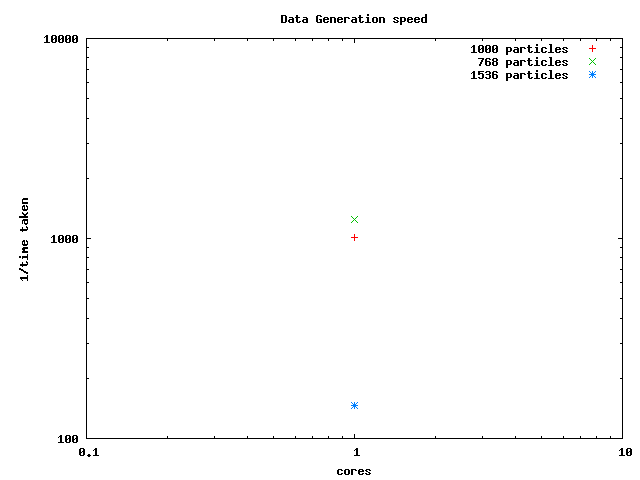 Data Generation speed
10000
1000 particles
768 particles
1536 particles
1/time taken
1000
100
0.1
1
10
cores